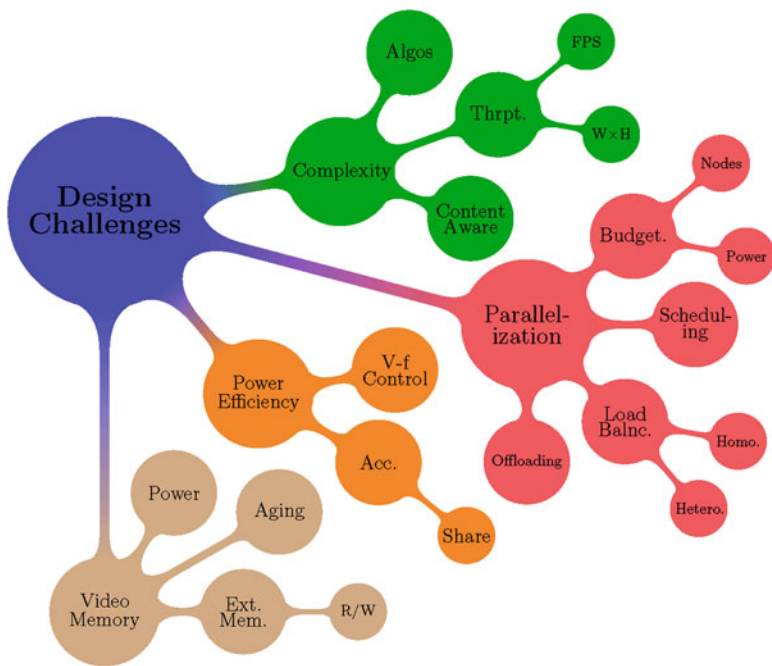 Design
Challenges
Complexity
Algos
Thrpt.
FPS
W×H
Content
Aware
Parallel-
ization
Budget.
Nodes
Power
Schedul-
ing
Load
Balnc.
Homo.
Hetero.
Offloading
Power
Efficiency
V-f
Control
Acc.
Share
Video
Memory
Power
Aging
Ext.
Mem.
R/W